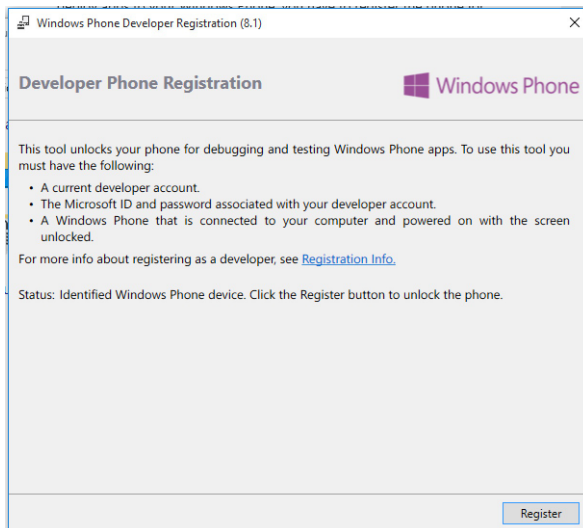 Windows Phone Developer Registration (8.1)
Developer Phone Registration
Windows Phone
This tool unlocks your phone for debugging and testing Windows Phone apps. To use this tool you
must have the following:
• A current developer account.
• The Microsoft ID and password associated with your developer account.
• A Windows Phone that is connected to your computer and powered on with the screen
unlocked.
For more info about registering as a developer, see Registration Info.
Status: Identified Windows Phone device. Click the Register button to unlock the phone.
Register